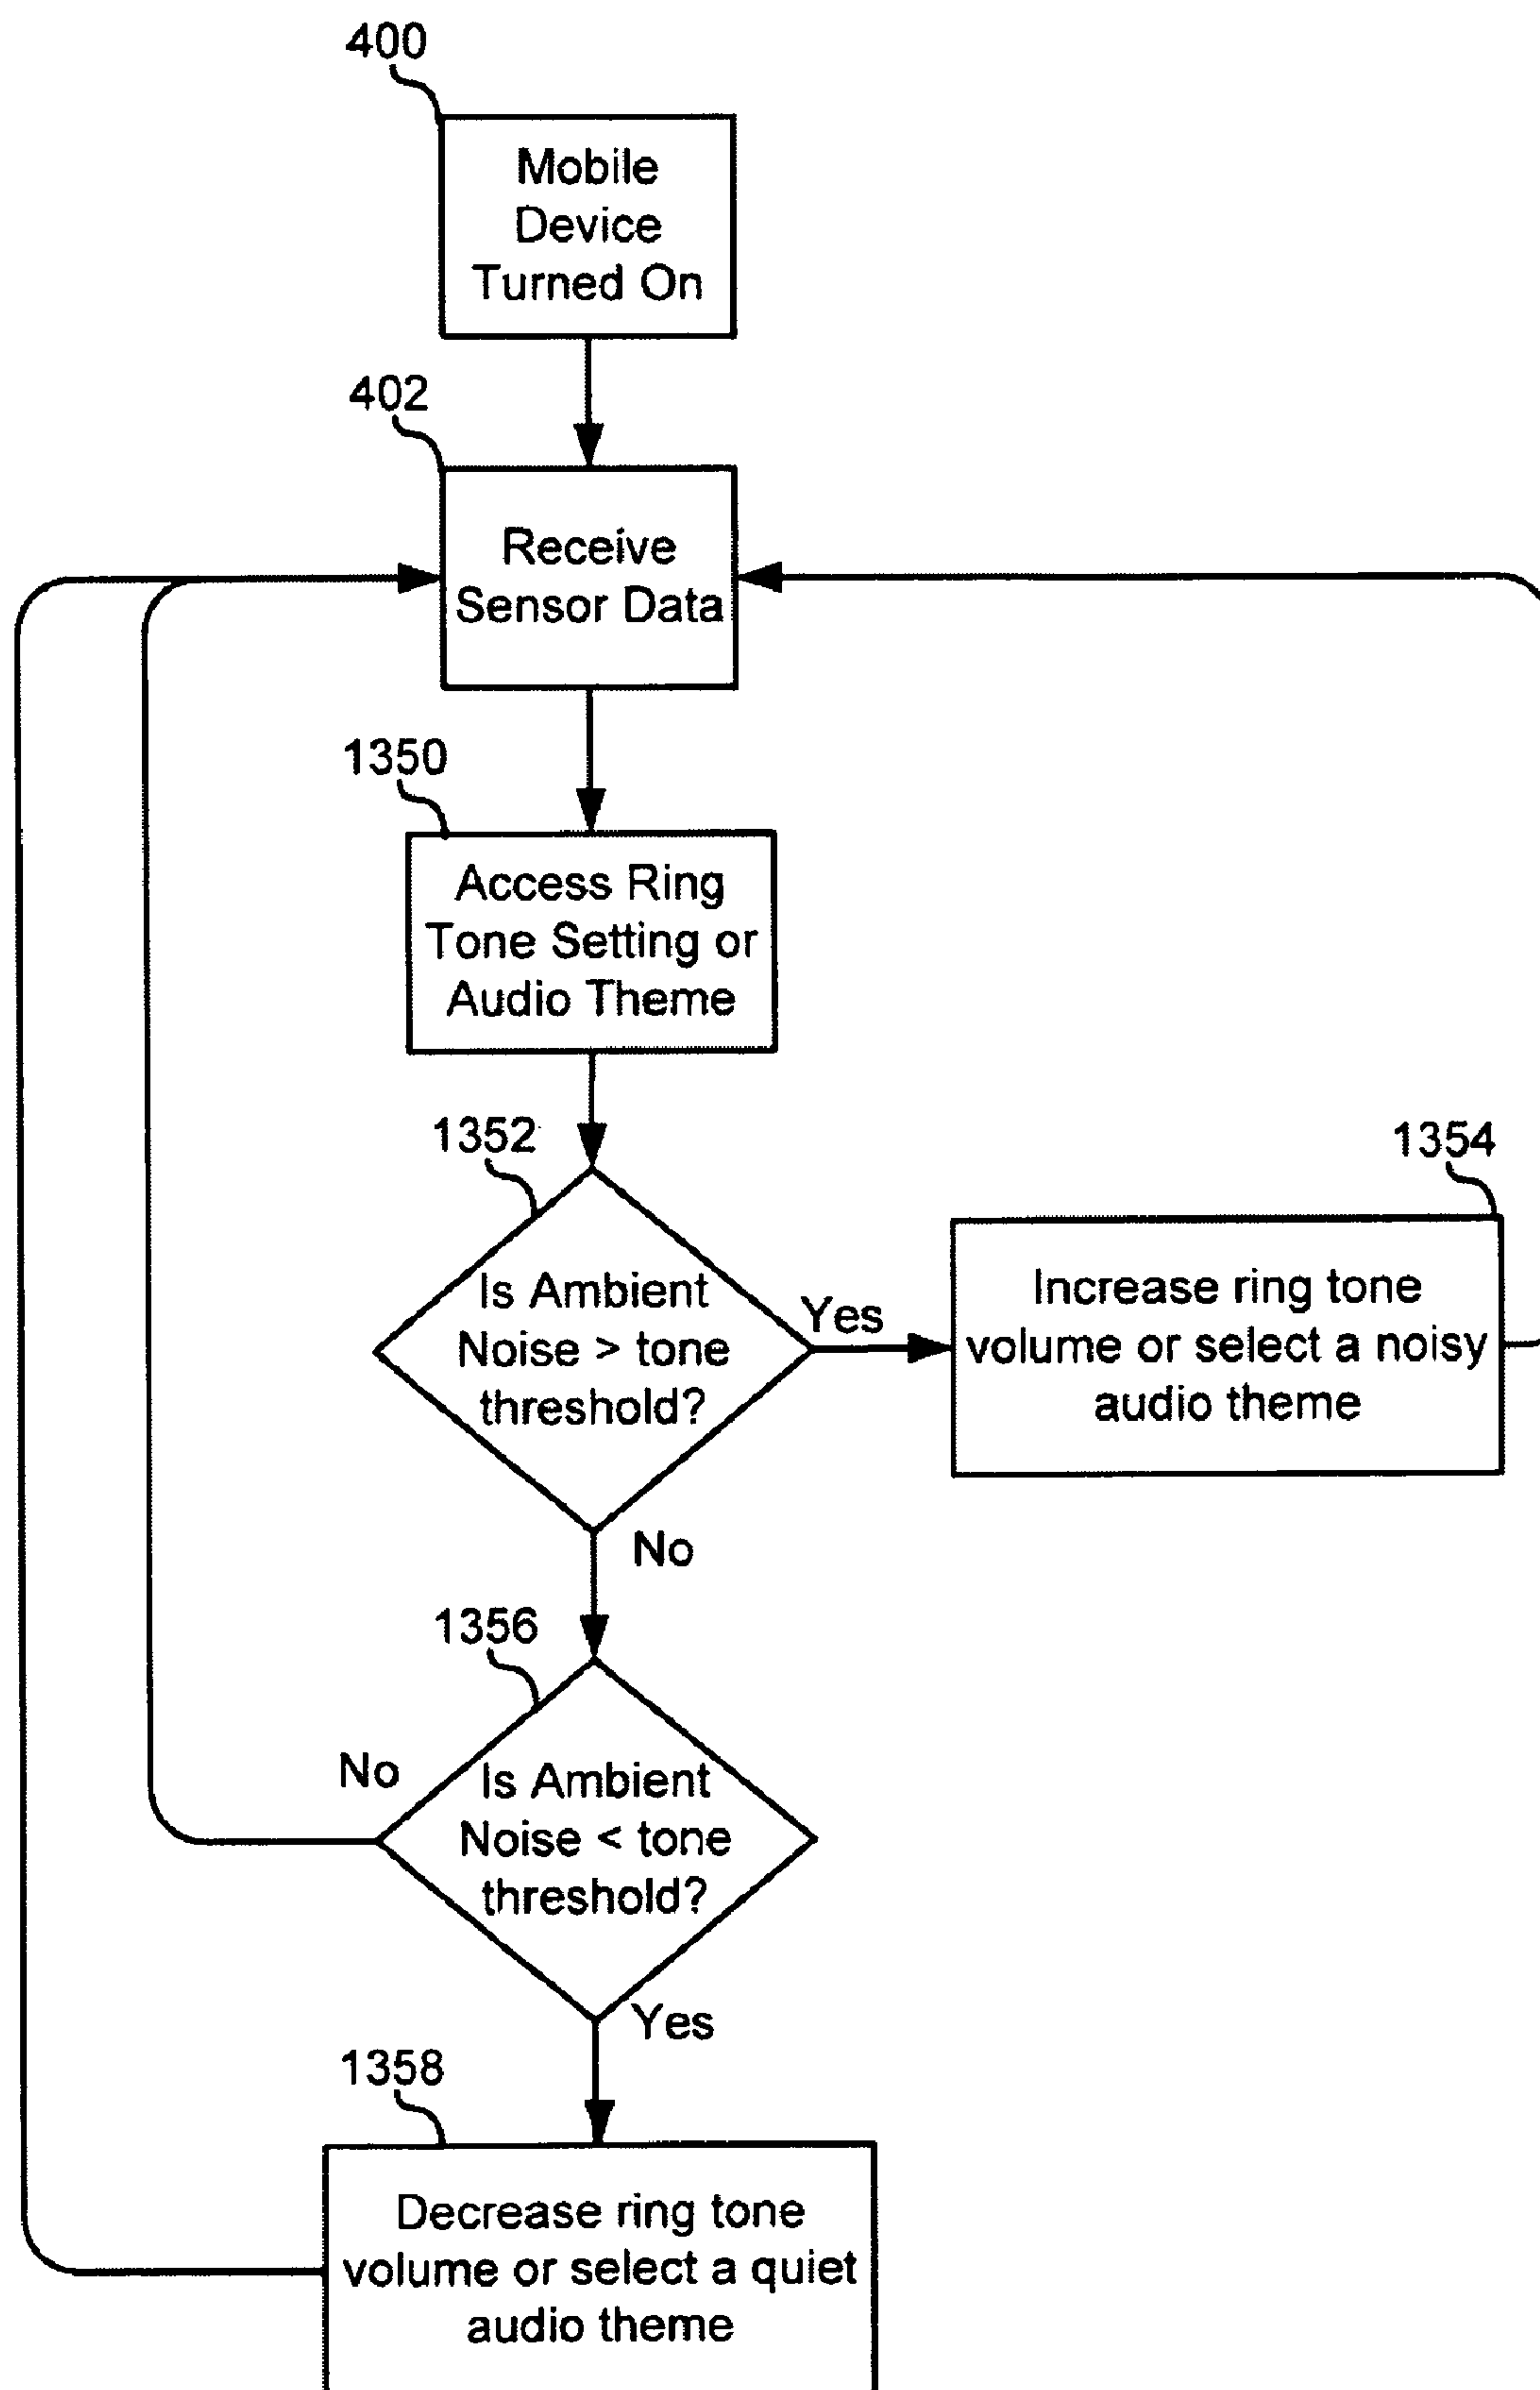 400
Mobile
Device
Turned On
402
Receive
Sensor Data
1350
Access Ring
Tone Setting or
Audio Theme
1352
Is Ambient
Noise > tone
threshold?
Yes
1354
Increase ring tone
volume or select a noisy
audio theme
No
1356
No
Is Ambient
Noise < tone
threshold?
Yes
1358
Decrease ring tone
volume or select a quiet
audio theme